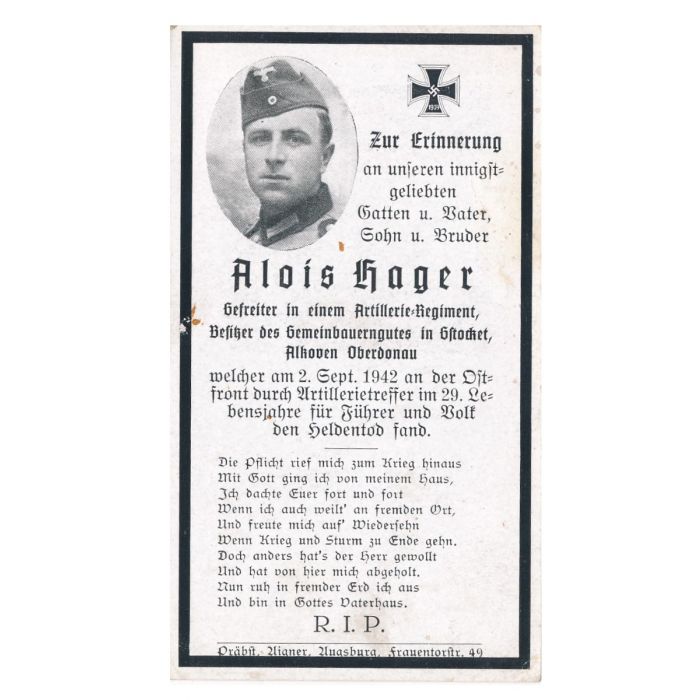 1939
Zur Erinnerung
an unseren innigst-
geliebten
Gatten u. Vater,
Sohn u. Bruder
Alois Hager
Gefreiter in einem Artillerie-Regiment,
Besitzer des Gemeinbauerngutes in Gstocket,
Alkoven Oberdonau
welcher am 2. Sept. 1942 an der Ost-
front durch Artillerietreffer im 29. Le-
bensjahre für Führer und Volk
den Heldentod fand.
Die Pflicht rief mich zum Krieg hinaus
Mit Gott ging ich von meinem Haus,
Ich dachte Euer fort und fort
Wenn ich auch weilt' an fremden Ort,
Und freute mich auf' Wiedersehn
Wenn Krieg und Sturm zu Ende gehn.
Doch anders hat's der Herr gewollt
Und hat von hier mich abgeholt.
Nun ruh in fremder Erd ich aus
Und bin in Gottes Vaterhaus.
R. I. P.
Präbst. Aigner, Augsburg, Frauentorstr. 49